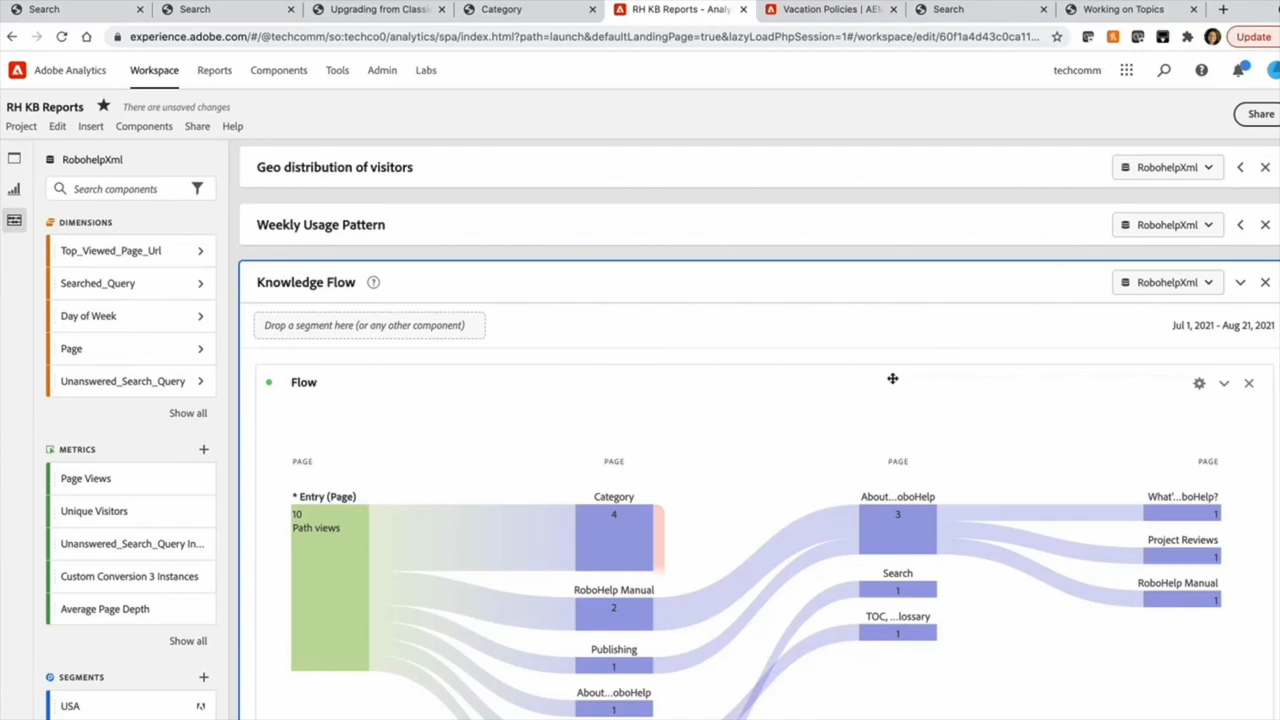 Search
Search
Upgrading from Classi
Category
RH KB Reports - Analy
Vacation Policies | AEM
Search
Working on Topics
experience.adobe.com/#/@techcomm/so:techco0/analytics/spa/index.html?path=launch&defaultLandingPage=true&lazyLoadPhpSession=1#/workspace/edit/60f1a4d43c0ca11...
Update
Adobe Analytics
Workspace
Reports
Components
Tools
Admin
Labs
techcomm
RH KB Reports
There are unsaved changes
Project
Edit
Insert
Components
Share
Help
Share
RobohelpXml
Search components
DIMENSIONS
Top_Viewed_Page_Url
Searched_Query
Day of Week
Page
Unanswered_Search_Query
Show all
METRICS
Page Views
Unique Visitors
Unanswered_Search_Query In...
Custom Conversion 3 Instances
Average Page Depth
Show all
SEGMENTS
USA
Geo distribution of visitors
RobohelpXml
Weekly Usage Pattern
RobohelpXml
Knowledge Flow
RobohelpXml
Drop a segment here (or any other component)
Jul 1, 2021 - Aug 21, 2021
Flow
PAGE
PAGE
PAGE
PAGE
* Entry (Page)
10
Path views
Category
4
RoboHelp Manual
2
Publishing
1
About...oboHelp
1
About...oboHelp
3
Search
1
TOC, ...lossary
1
What'...boHelp?
1
Project Reviews
1
RoboHelp Manual
1